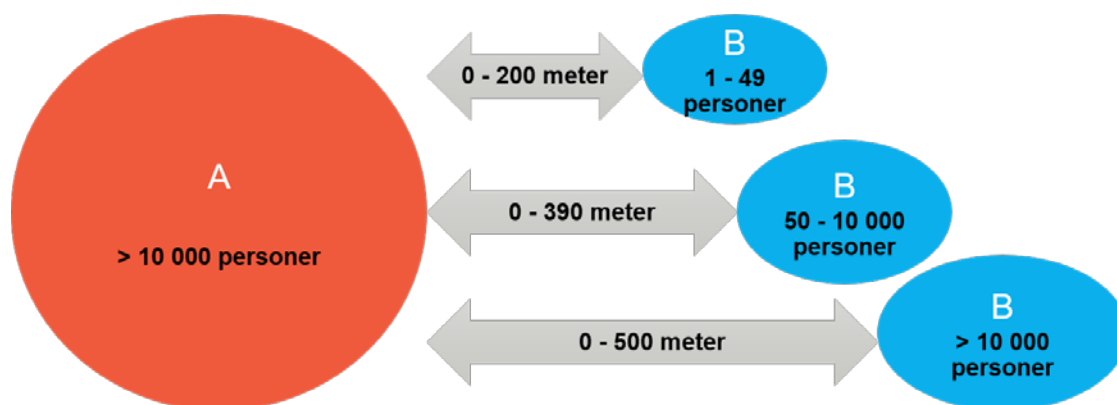 A
> 10 000 personer
0 - 200 meter
B
1 - 49
personer
0 - 390 meter
B
50 - 10 000
personer
0 - 500 meter
B
> 10 000
personer